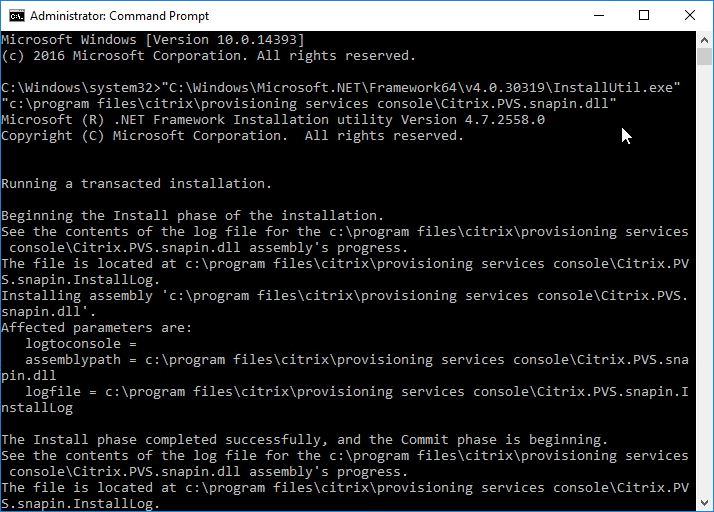 Administrator: Command Prompt
Microsoft Windows [Version 10.0.14393]
(c) 2016 Microsoft Corporation. All rights reserved.
C:\Windows\system32>"C:\Windows\Microsoft.NET\Framework64\v4.0.30319\InstallUtil.exe"
"c:\program files\citrix\provisioning services console\Citrix.PVS.snapin.dll"
Microsoft (R) .NET Framework Installation utility Version 4.7.2558.0
Copyright (C) Microsoft Corporation.  All rights reserved.
Running a transacted installation.
Beginning the Install phase of the installation.
See the contents of the log file for the c:\program files\citrix\provisioning services
 console\Citrix.PVS.snapin.dll assembly's progress.
The file is located at c:\program files\citrix\provisioning services console\Citrix.PV
S.snapin.InstallLog.
Installing assembly 'c:\program files\citrix\provisioning services console\Citrix.PVS.
snapin.dll'.
Affected parameters are:
   logtoconsole =
   assemblypath = c:\program files\citrix\provisioning services console\Citrix.PVS.sna
pin.dll
   logfile = c:\program files\citrix\provisioning services console\Citrix.PVS.snapin.I
nstallLog
The Install phase completed successfully, and the Commit phase is beginning.
See the contents of the log file for the c:\program files\citrix\provisioning services
 console\Citrix.PVS.snapin.dll assembly's progress.
The file is located at c:\program files\citrix\provisioning services console\Citrix.PV
S.snapin.InstallLog.